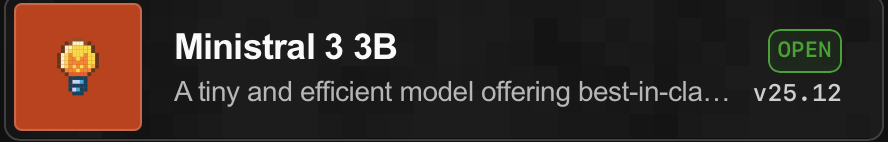 Ministral 3 3B
OPEN
A tiny and efficient model offering best-in-cla…
v25.12